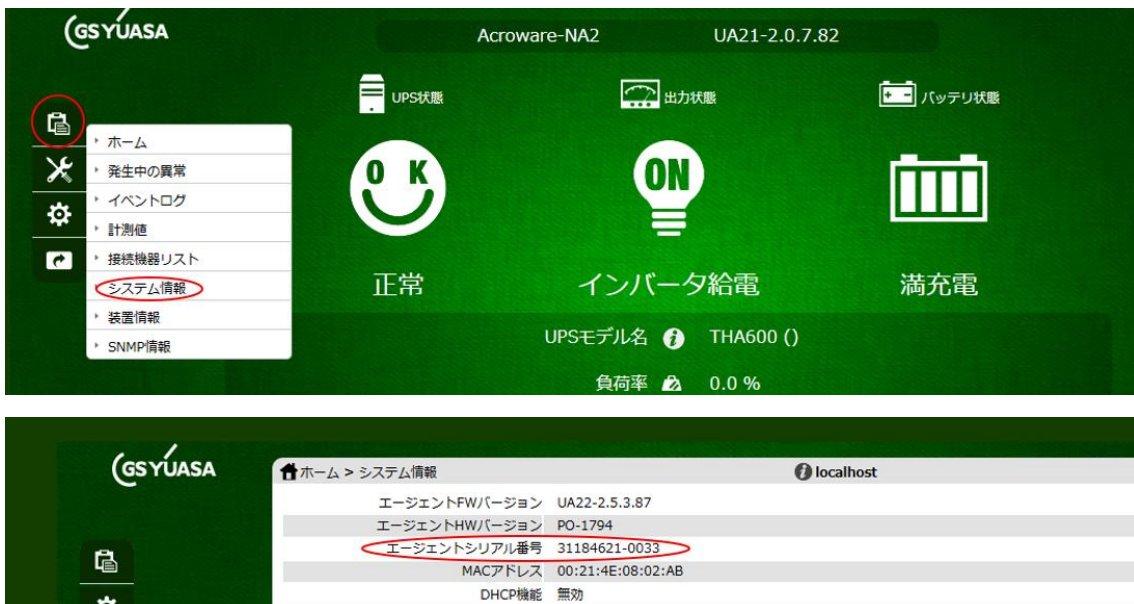 GS YUASA
Acroware-NA2 UA21-2.0.7.82
UPS状態 出力状態 バッテリ状態
ホーム
発生中の異常
イベントログ
計測値
接続機器リスト
システム情報
装置情報
SNMP情報
OK ON
正常 インバータ給電 満充電
UPSモデル名 THA600 ()
負荷率 0.0 %
GS YUASA
ホーム > システム情報 localhost
エージェントFWバージョン UA22-2.5.3.87
エージェントHWバージョン PO-1794
エージェントシリアル番号 31184621-0033
MACアドレス 00:21:4E:08:02:AB
DHCP機能 無効